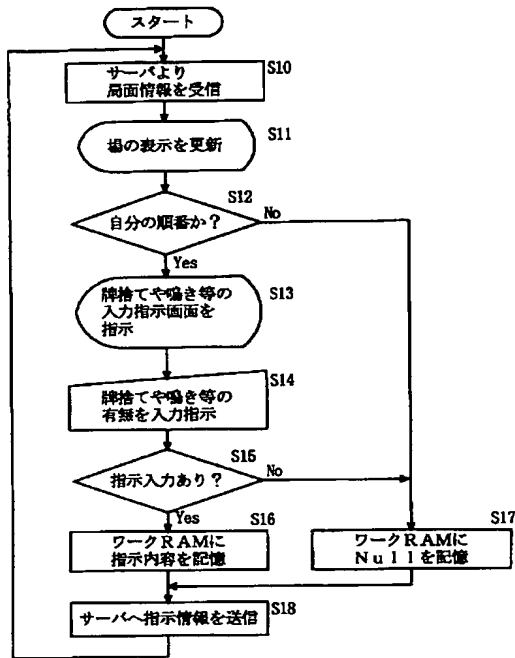 スタート
サーバより
局面情報を受信
S10
場の表示を更新
S11
自分の順番か？
S12
No
Yes
牌捨てや鳴き等の
入力指示画面を
指示
S13
牌捨てや鳴き等の
有無を入力指示
S14
指示入力あり？
S15
No
Yes
ワークＲＡＭに
指示内容を記憶
S16
ワークＲＡＭに
Ｎｕｌｌを記憶
S17
サーバへ指示情報を送信
S18